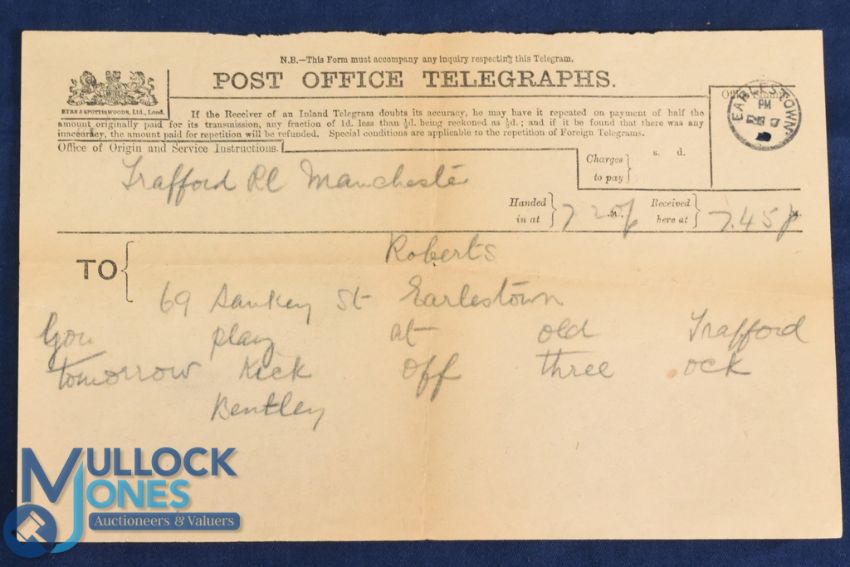 N.B.—This Form must accompany any inquiry respecting this Telegram.
POST OFFICE TELEGRAPHS.
EYRE & SPOTTISWOODE, Ltd., Lond.
If the Receiver of an Inland Telegram doubts its accuracy, he may have it repeated on payment of half the
amount originally paid for its transmission, any fraction of 1d. less than ½d. being reckoned as ½d.; and if it be found that there was any
inaccuracy, the amount paid for repetition will be refunded. Special conditions are applicable to the repetition of Foreign Telegrams.
EARLESTOWN
PM
Office of Origin and Service Instructions.
Charges to pay
s. d.
Trafford Rd Manchester
Handed in at 7
Received here at 7.45 p
TO
Roberts
69 Sankey St Earlestown
You play at old Trafford
tomorrow Kick Off three ock
Bentley
MULLOCK
JONES
Auctioneers & Valuers